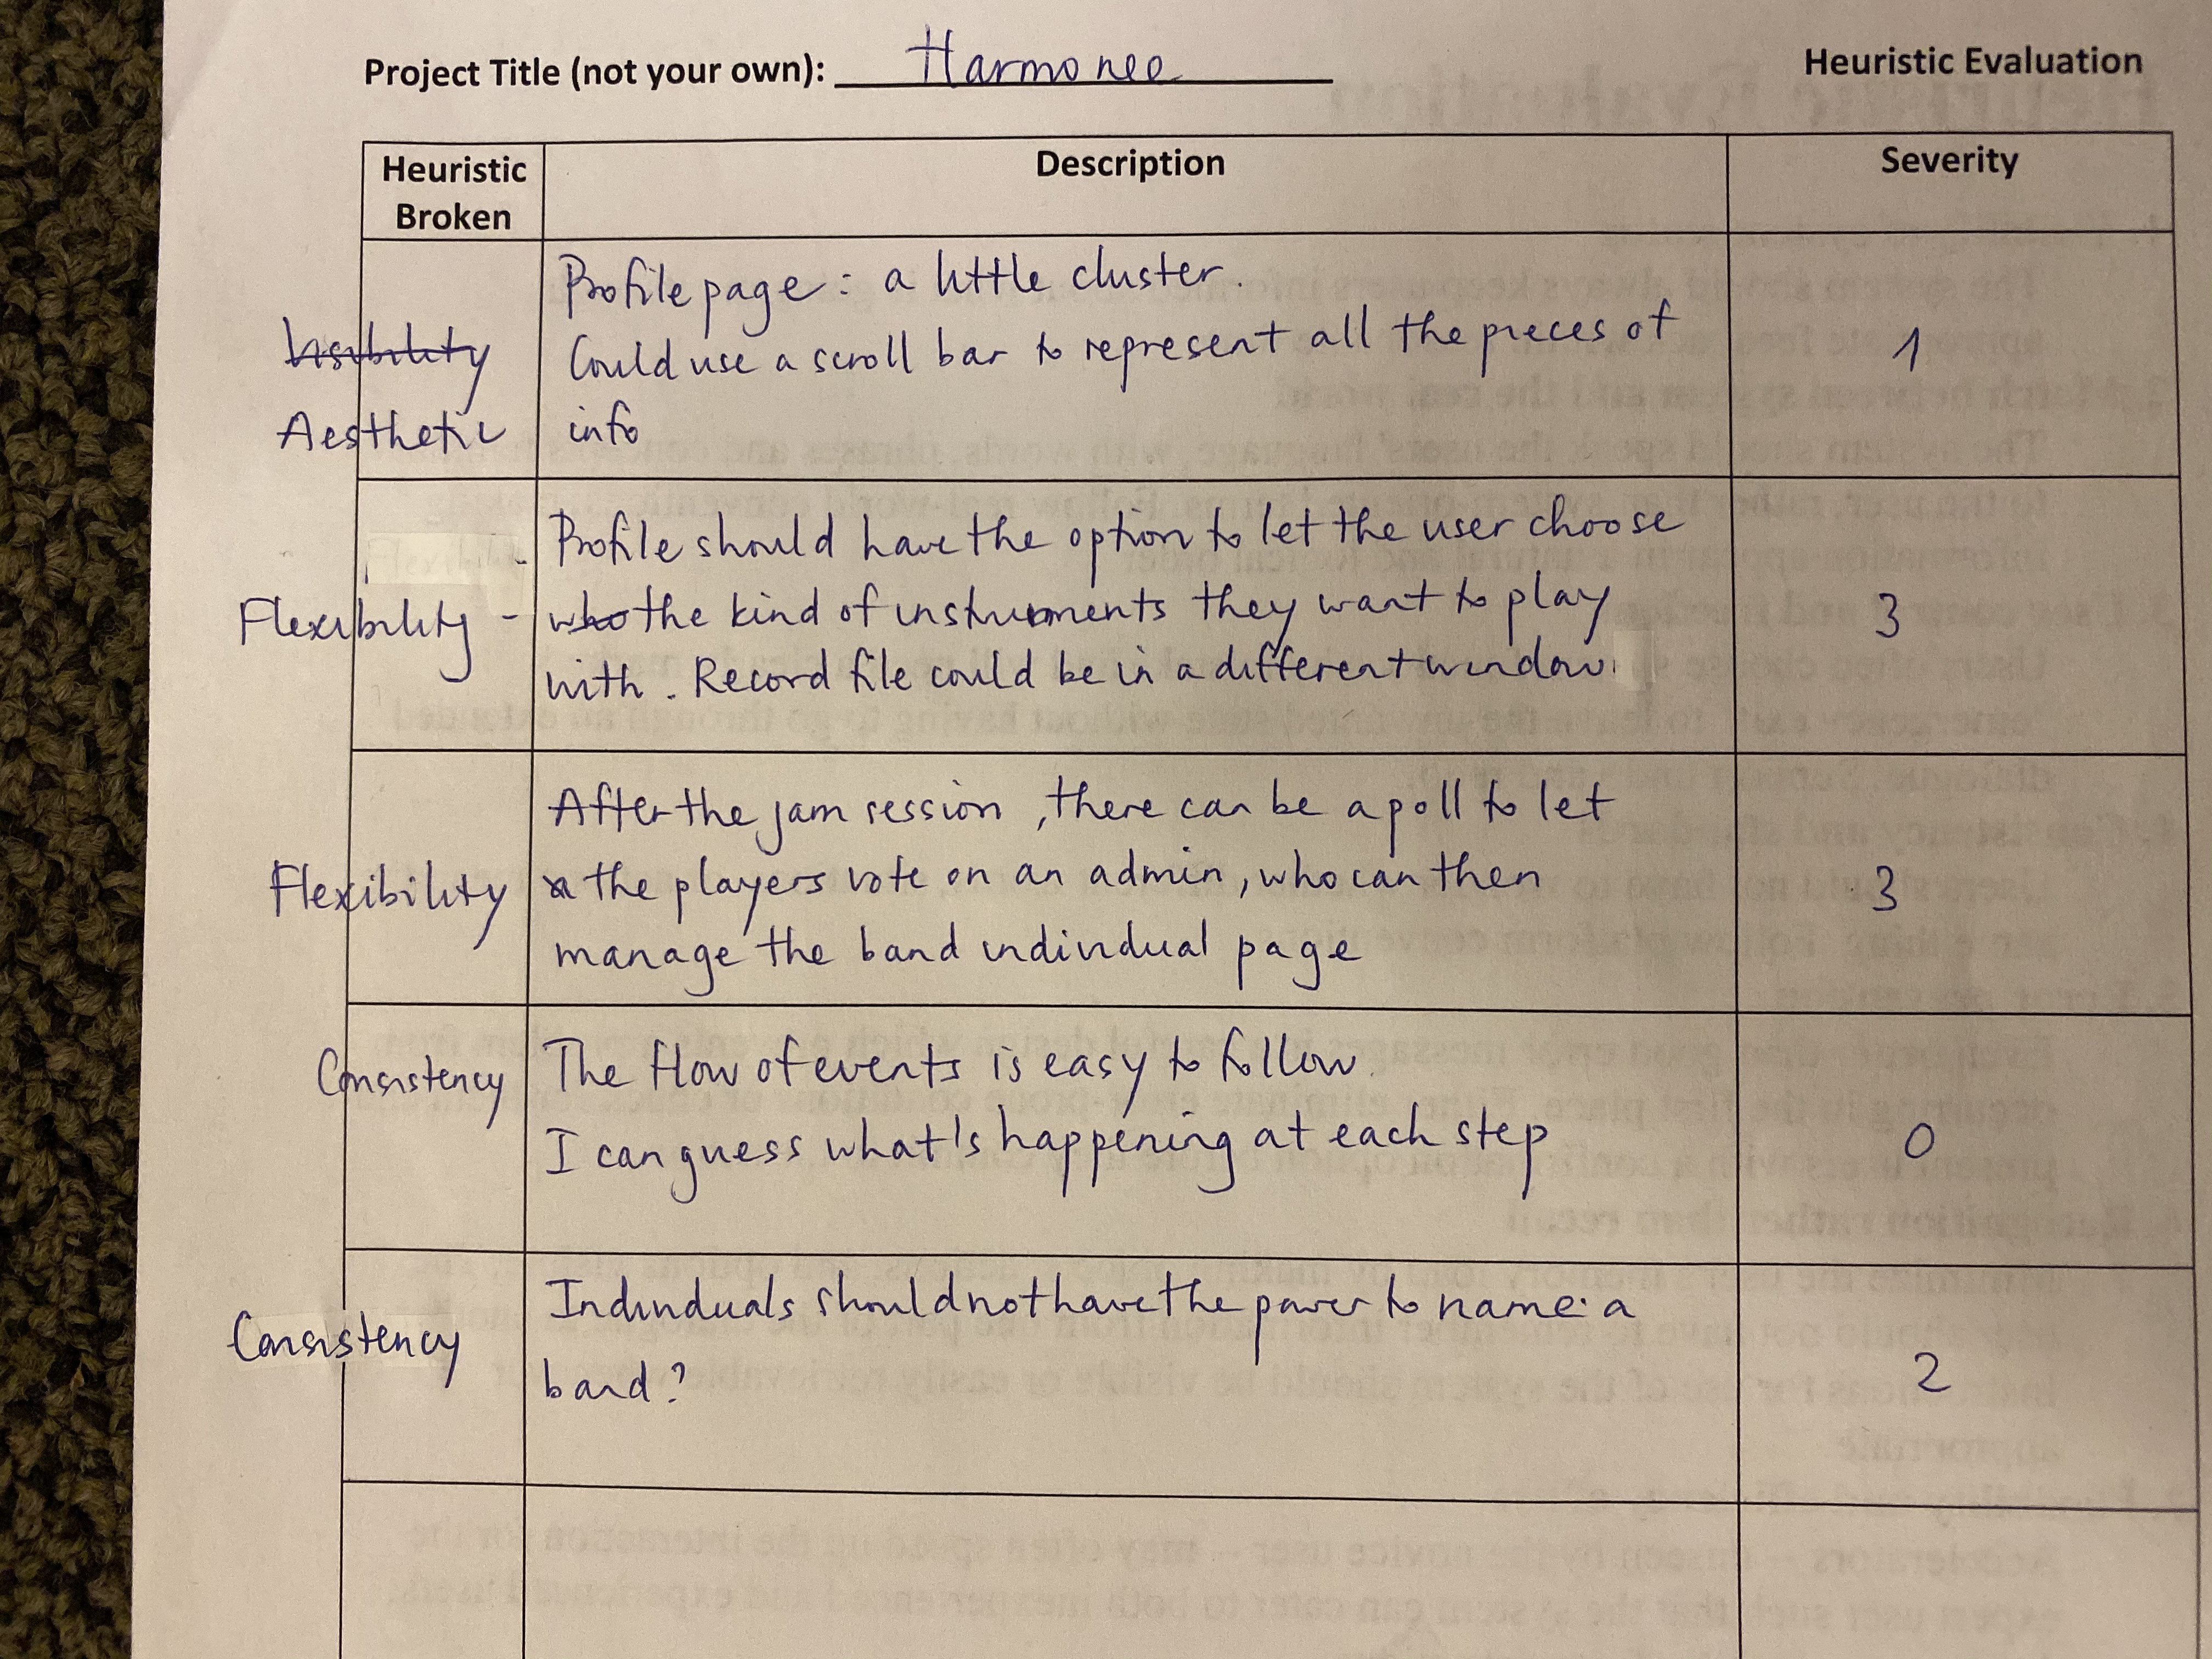 Heuristic Evaluation
Project Title (not your own): Harmonee
Heuristic Broken
Description
Severity
Visibility
Aesthetic
Profile page: a little cluster.
Could use a scroll bar to represent all the pieces of
info
1
Flexibility -
Profile should have the option to let the user choose
who the kind of instruments they want to play
with. Record file could be in a different window.
3
Flexibility
After the jam session, there can be a poll to let
the players vote on an admin, who can then
manage the band individual page
3
Consistency
The flow of events is easy to follow.
I can guess what's happening at each step
0
Consistency
Individuals should not have the power to name a
band?
2